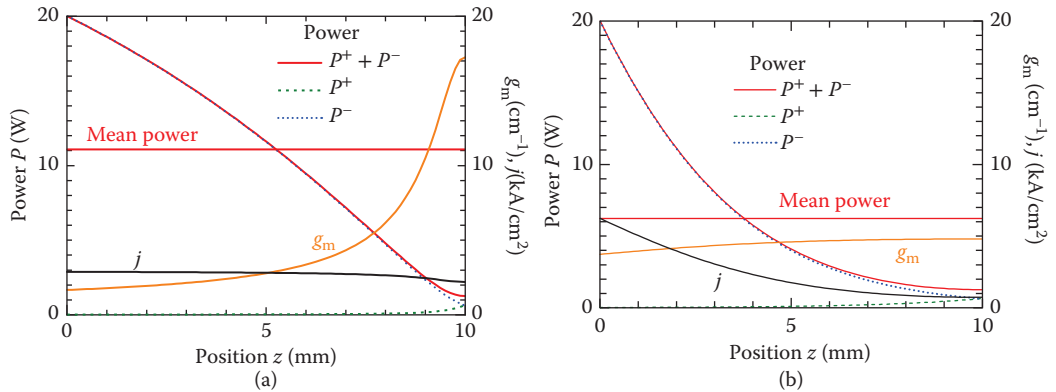 20
10
0
Power P (W)
Power
P⁺ + P⁻
P⁺
P⁻
Mean power
g_m
j
20
10
0
g_m(cm⁻¹), j(kA/cm²)
0
5
10
Position z (mm)
(a)
20
10
0
Power P (W)
Power
P⁺ + P⁻
P⁺
P⁻
Mean power
g_m
j
20
10
0
g_m (cm⁻¹), j (kA/cm²)
0
5
10
Position z (mm)
(b)